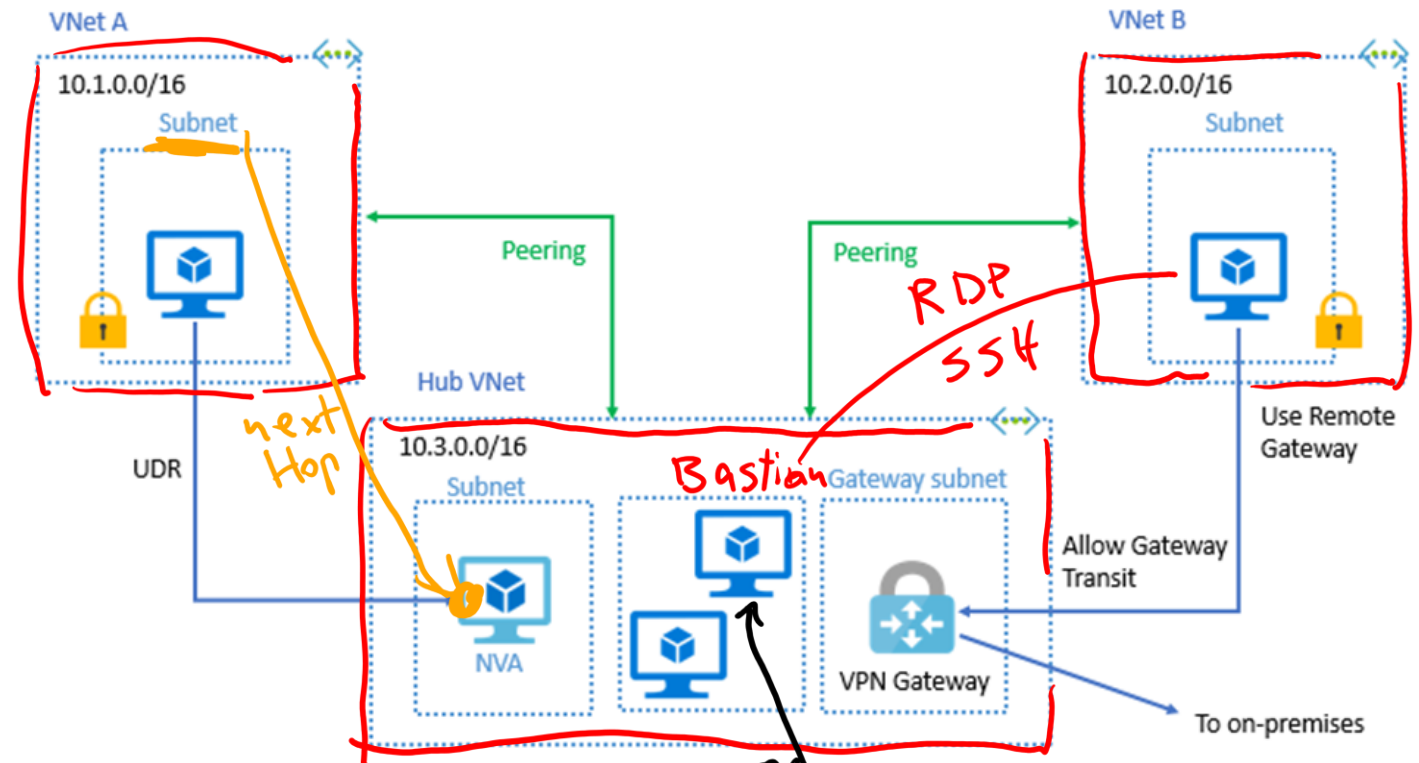 VNet A
VNet B
10.1.0.0/16
10.2.0.0/16
Subnet
Subnet
Peering
Peering
RDP
SSH
Hub VNet
next
Hop
UDR
Use Remote
Gateway
10.3.0.0/16
Subnet
Bastian
Gateway subnet
Allow Gateway
Transit
NVA
VPN Gateway
To on-premises